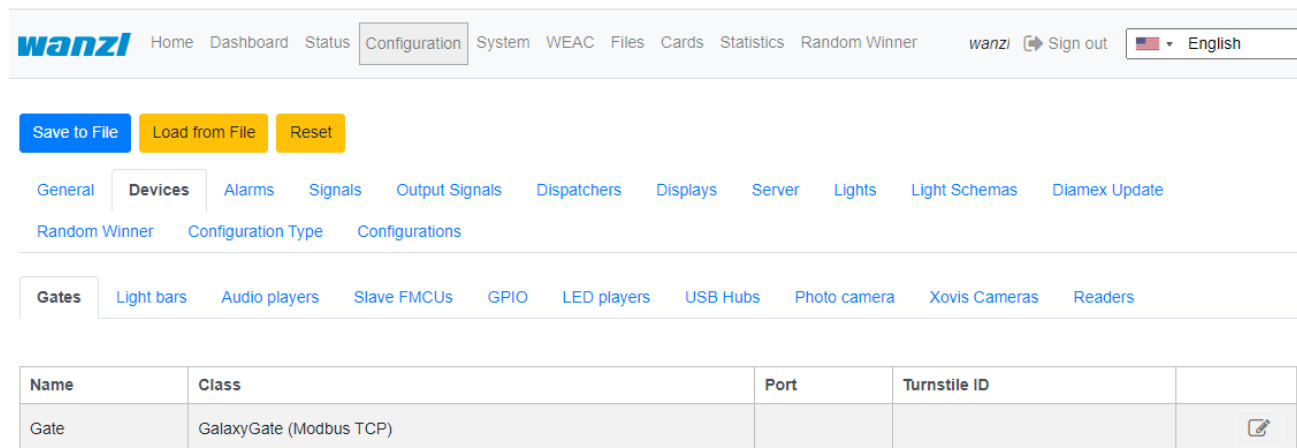 wanzl Home Dashboard Status Configuration System WEAC Files Cards Statistics Random Winner wanzl Sign out English
Save to File Load from File Reset
General Devices Alarms Signals Output Signals Dispatchers Displays Server Lights Light Schemas Diamex Update
Random Winner Configuration Type Configurations
Gates Light bars Audio players Slave FMCUs GPIO LED players USB Hubs Photo camera Xovis Cameras Readers
Name Class Port Turnstile ID
Gate GalaxyGate (Modbus TCP)